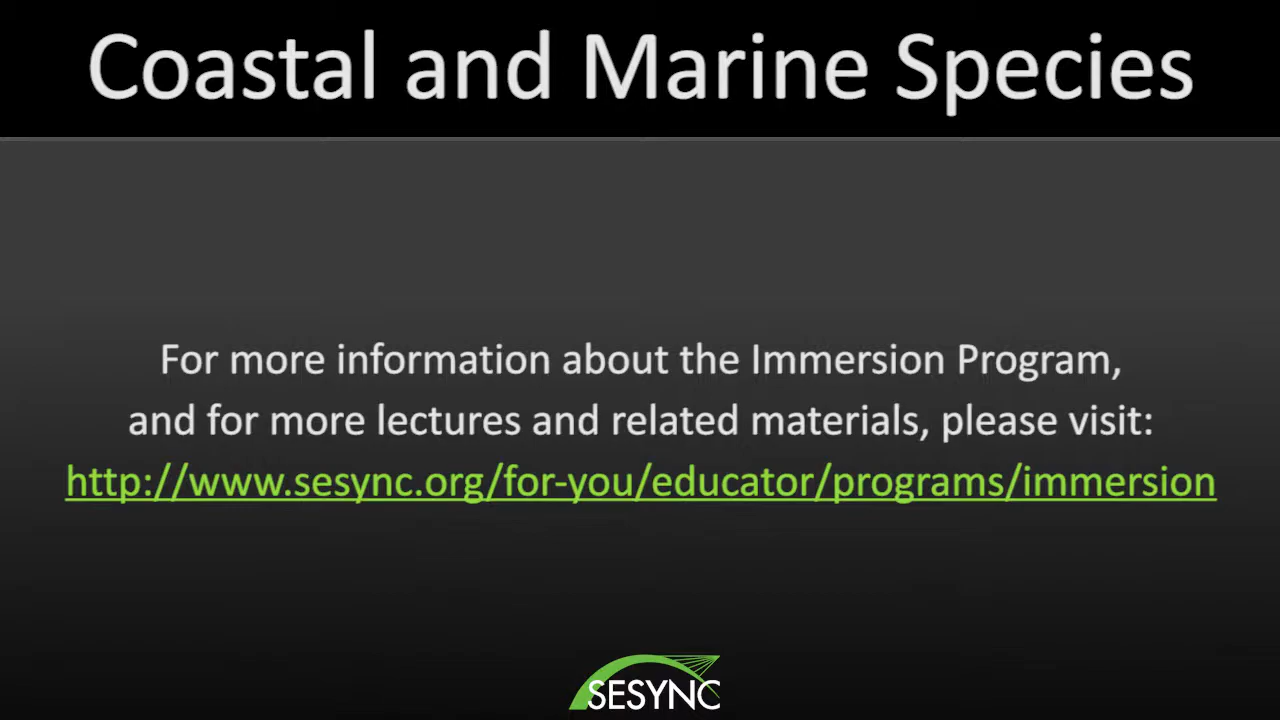 Coastal and Marine Species
For more information about the Immersion Program,
and for more lectures and related materials, please visit:
http://www.sesync.org/for-you/educator/programs/immersion
SESYNC